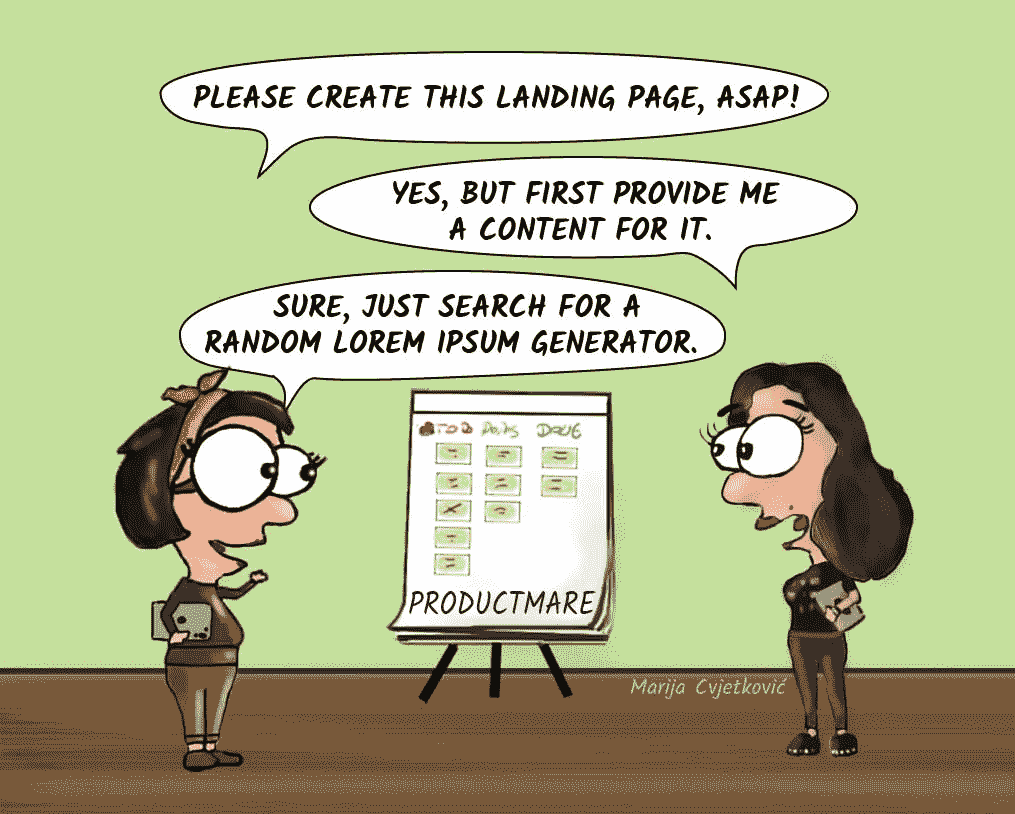 PLEASE CREATE THIS LANDING PAGE, ASAP!
YES, BUT FIRST PROVIDE ME
A CONTENT FOR IT.
SURE, JUST SEARCH FOR A
RANDOM LOREM IPSUM GENERATOR.
PRODUCTMARE
Marija Cvjetković